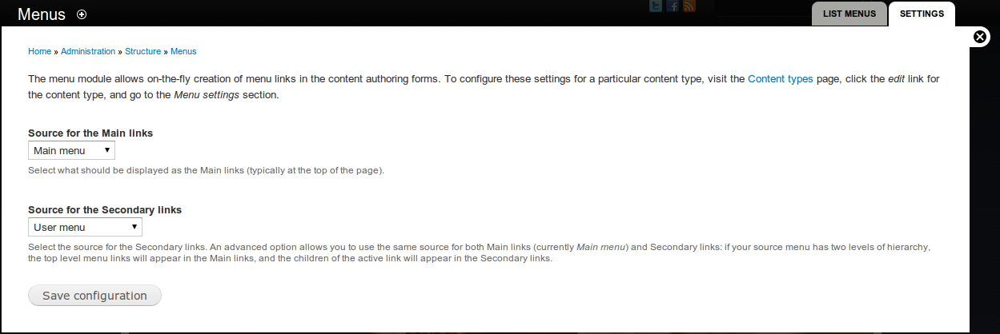 Menus
LIST MENUS
SETTINGS
Home » Administration » Structure » Menus
The menu module allows on-the-fly creation of menu links in the content authoring forms. To configure these settings for a particular content type, visit the Content types page, click the edit link for
the content type, and go to the Menu settings section.
Source for the Main links
Main menu
Select what should be displayed as the Main links (typically at the top of the page).
Source for the Secondary links
User menu
Select the source for the Secondary links. An advanced option allows you to use the same source for both Main links (currently Main menu) and Secondary links: if your source menu has two levels of hierarchy,
the top level menu links will appear in the Main links, and the children of the active link will appear in the Secondary links.
Save configuration